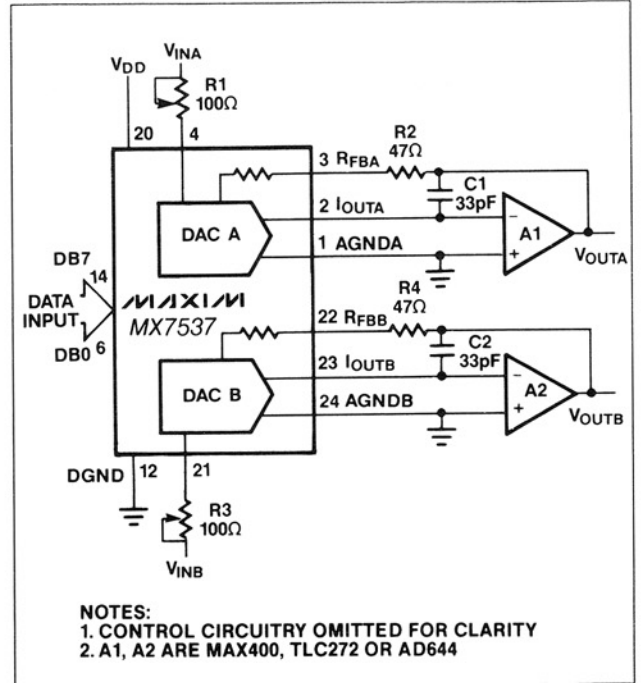 VINA
VDD
R1
100Ω
20
4
3 RFBA
R2
47Ω
C1
33pF
2 IOUTA
DAC A
1 AGNDA
−
A1
+
VOUTA
DB7
14
DATA
INPUT
DB0
6
MAXIM
MX7537
R4
47Ω
22 RFBB
C2
33pF
23 IOUTB
DAC B
24 AGNDB
−
A2
+
VOUTB
DGND
12
21
R3
100Ω
VINB
NOTES:
1. CONTROL CIRCUITRY OMITTED FOR CLARITY
2. A1, A2 ARE MAX400, TLC272 OR AD644